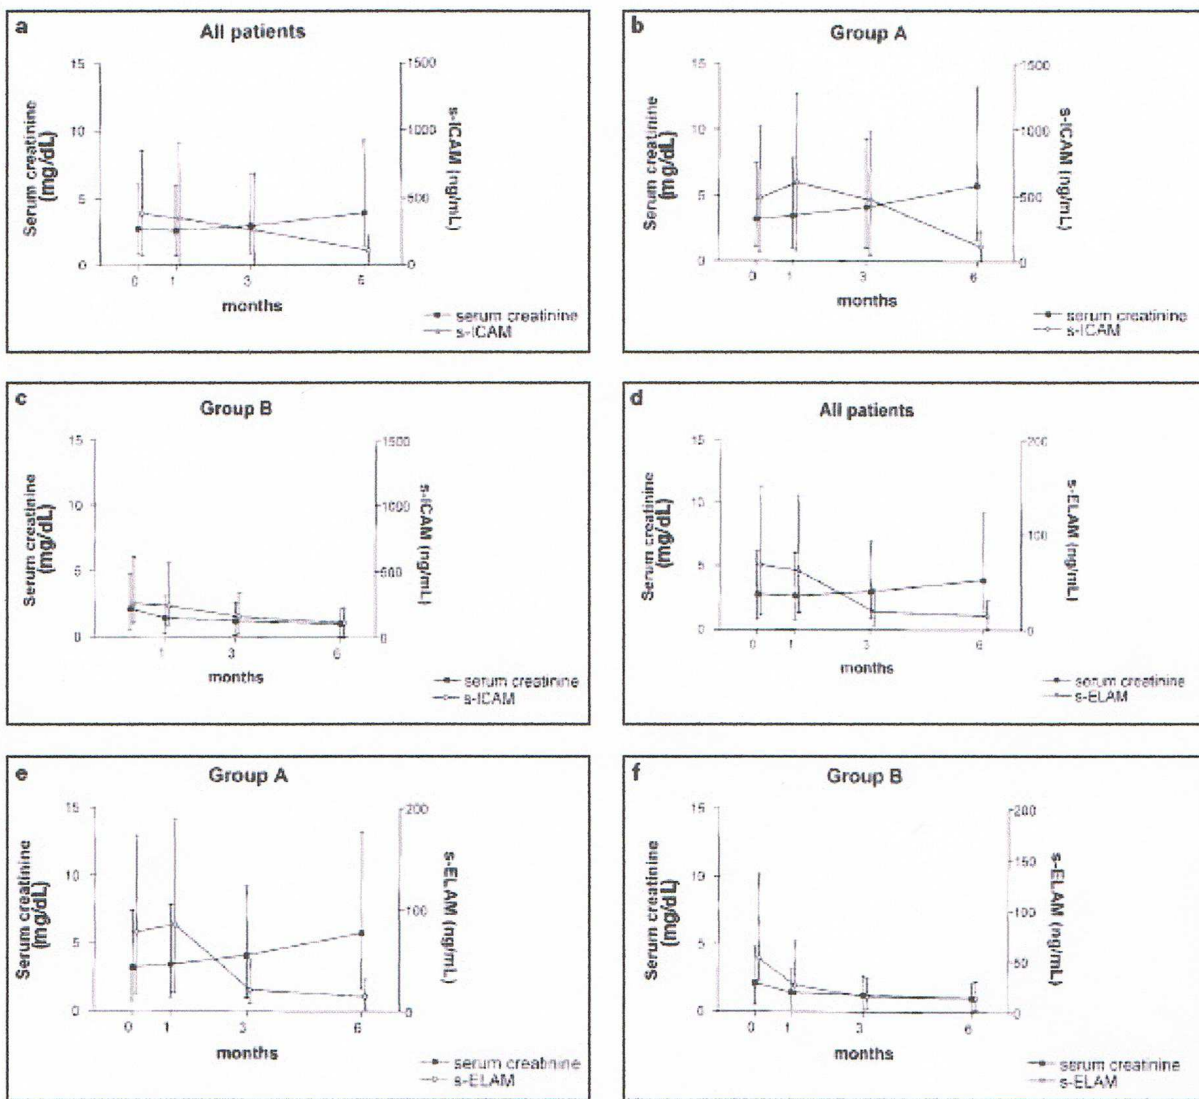 a
All patients
15
10
5
0
Serum creatinine
(mg/dL)
1500
1000
500
0
s-ICAM (ng/mL)
0 1 3 6
months
serum creatinine
s-ICAM
b
Group A
15
10
5
0
Serum creatinine
(mg/dL)
1500
1000
500
0
s-ICAM (ng/mL)
0 1 3 6
months
serum creatinine
s-ICAM
c
Group B
15
10
5
0
Serum creatinine
(mg/dL)
1500
1000
500
0
s-ICAM (ng/mL)
1 3 6
months
serum creatinine
s-ICAM
d
All patients
15
10
5
0
Serum creatinine
(mg/dL)
200
100
0
s-ELAM (ng/mL)
0 1 3 6
months
serum creatinine
s-ELAM
e
Group A
15
10
5
0
Serum creatinine
(mg/dL)
200
100
0
s-ELAM (ng/mL)
0 1 3 6
months
serum creatinine
s-ELAM
f
Group B
15
10
5
0
Serum creatinine
(mg/dL)
200
150
100
50
0
s-ELAM (ng/mL)
0 1 3 6
months
serum creatinine
s-ELAM